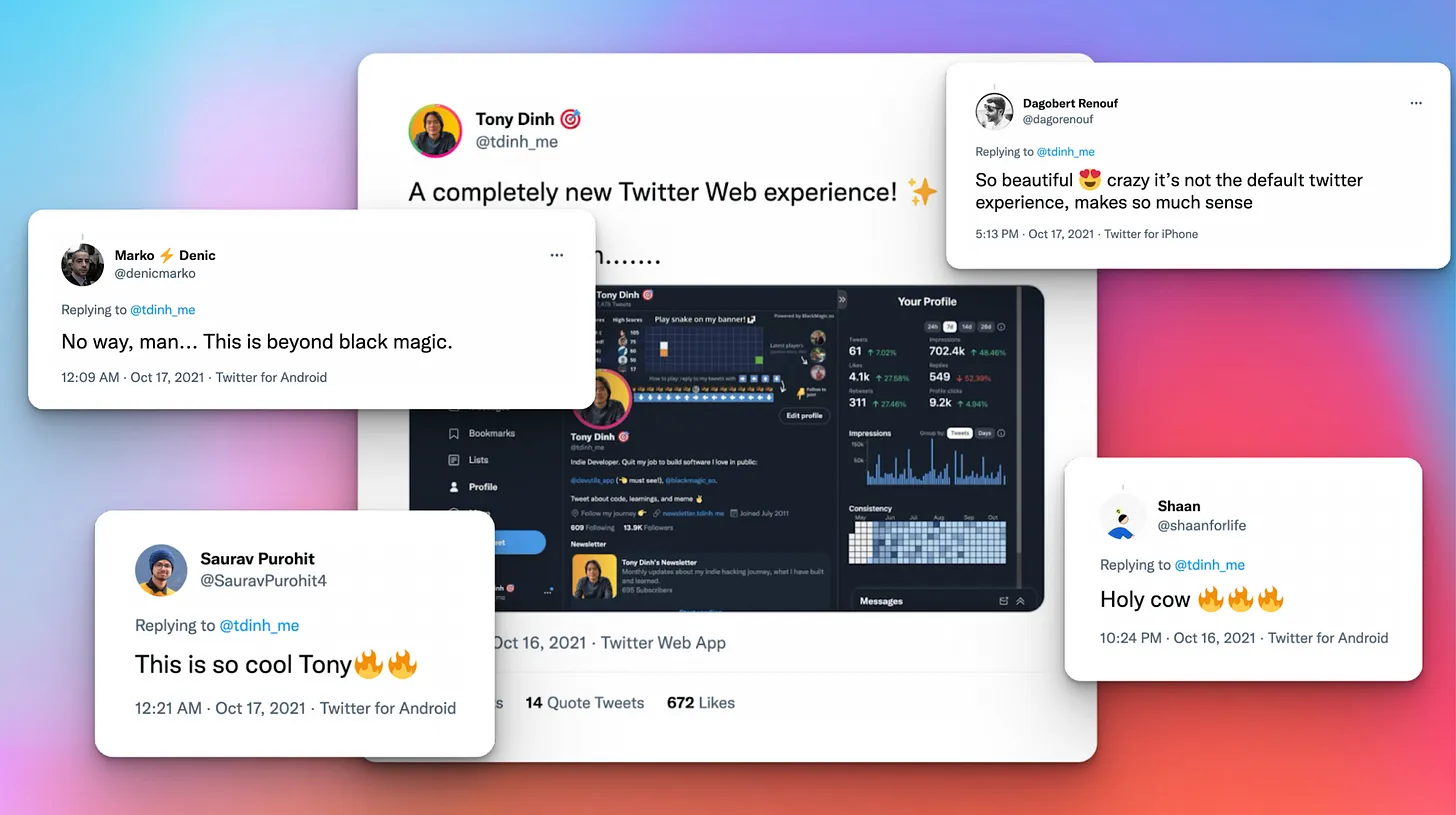 Tony Dinh 🎯
@tdinh_me
A completely new Twitter Web experience! ✨
.......
Dagobert Renouf
@dagorenouf
Replying to @tdinh_me
So beautiful 😍 crazy it’s not the default twitter
experience, makes so much sense
5:13 PM · Oct 17, 2021 · Twitter for iPhone
Marko ⚡ Denic
@denicmarko
Replying to @tdinh_me
No way, man... This is beyond black magic.
12:09 AM · Oct 17, 2021 · Twitter for Android
Tony Dinh 🎯
High Scores
Play snake on my banner!
Powered by BlackMagic.so
Latest players
How to play: reply to my tweets with
Edit profile
Bookmarks
Lists
Profile
Tony Dinh 🎯
@tdinh_me
Indie Developer. Quit my job to build software I love in public:
@devutils_app (👈 must see!), @blackmagic_so.
Tweet about code, learnings, and meme ✌️
Follow my journey 👉 newsletter.tdinh.me Joined July 2011
609 Following 13.9K Followers
Newsletter
Tony Dinh's Newsletter
Monthly updates about my indie hacking journey, what I have built
and learned.
695 Subscribers
Your Profile
24h 7d 14d 28d
Tweets Impressions
61 ↑ 7.02% 702.4k ↑ 48.46%
Likes Replies
4.1k ↑ 27.58% 549 ↓ 52.39%
Retweets Profile clicks
311 ↑ 27.46% 9.2k ↑ 4.94%
Impressions Group by: Tweets Days
150k
50k
Consistency
May Jun Jul Aug Sep Oct
Messages
Oct 16, 2021 · Twitter Web App
14 Quote Tweets 672 Likes
Saurav Purohit
@SauravPurohit4
Replying to @tdinh_me
This is so cool Tony🔥🔥
12:21 AM · Oct 17, 2021 · Twitter for Android
Shaan
@shaanforlife
Replying to @tdinh_me
Holy cow 🔥🔥🔥
10:24 PM · Oct 16, 2021 · Twitter for Android